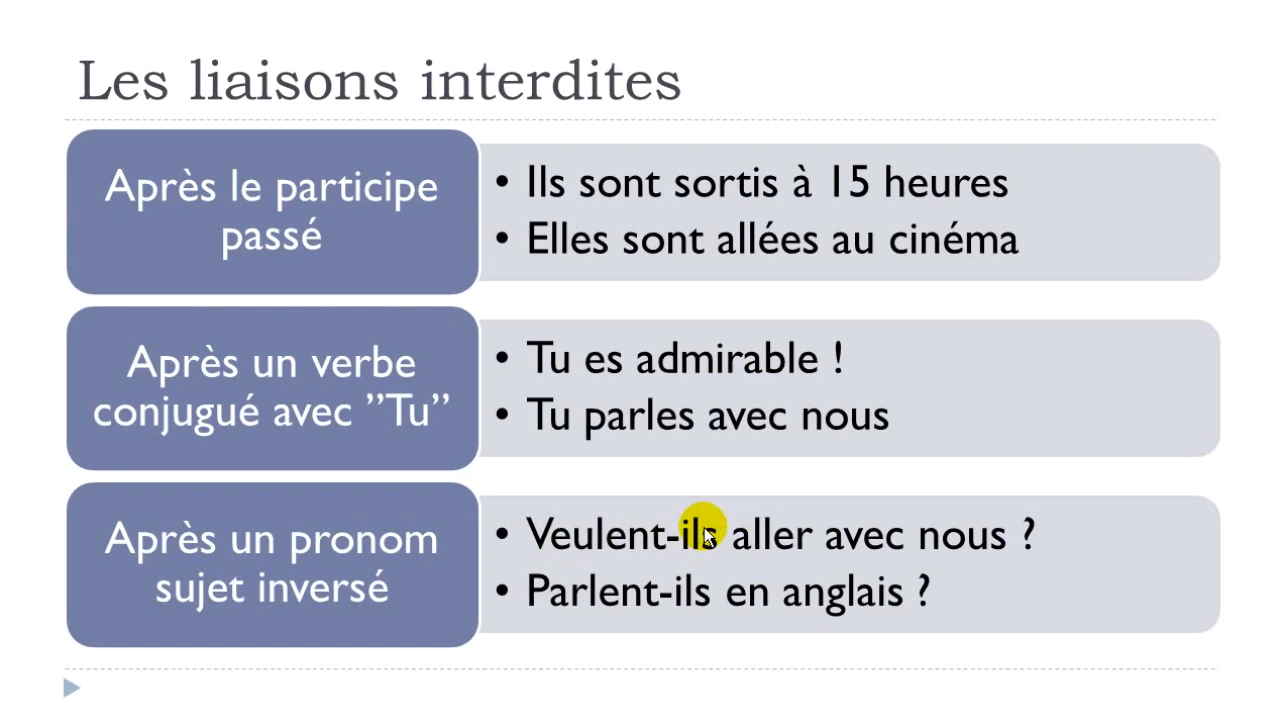 Les liaisons interdites
Après le participe
passé
• Ils sont sortis à 15 heures
• Elles sont allées au cinéma
Après un verbe
conjugué avec ”Tu”
• Tu es admirable !
• Tu parles avec nous
Après un pronom
sujet inversé
• Veulent-ils aller avec nous ?
• Parlent-ils en anglais ?